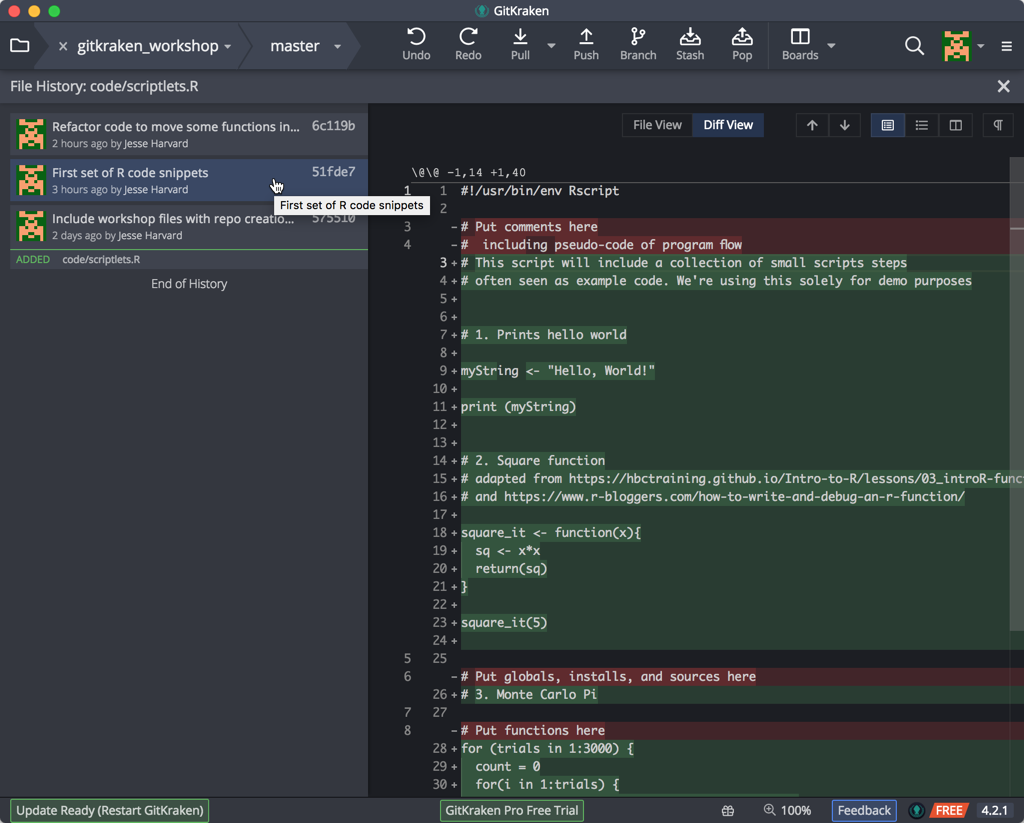 GitKraken
gitkraken_workshop
master
Undo
Redo
Pull
Push
Branch
Stash
Pop
Boards
File History: code/scriptlets.R
Refactor code to move some functions in... 6c119b
2 hours ago by Jesse Harvard
First set of R code snippets 51fde7
3 hours ago by Jesse Harvard
First set of R code snippets
Include workshop files with repo creatio... 575510
2 days ago by Jesse Harvard
ADDED code/scriptlets.R
End of History
File View Diff View
\@\@ -1,14 +1,40
1 1 #!/usr/bin/env Rscript
2
3 -# Put comments here
4 -#  including pseudo-code of program flow
3 +# This script will include a collection of small scripts steps
4 +# often seen as example code. We're using this solely for demo purposes
5 +
6 +
7 +# 1. Prints hello world
8 +
9 +myString <- "Hello, World!"
10 +
11 +print (myString)
12 +
13 +
14 +# 2. Square function
15 +# adapted from https://hbctraining.github.io/Intro-to-R/lessons/03_introR-func
16 +# and https://www.r-bloggers.com/how-to-write-and-debug-an-r-function/
17 +
18 +square_it <- function(x){
19 +  sq <- x*x
20 +  return(sq)
21 +}
22 +
23 +square_it(5)
24 +
5 25
6 -# Put globals, installs, and sources here
26 +# 3. Monte Carlo Pi
7 27
8 -# Put functions here
28 +for (trials in 1:3000) {
29 +  count = 0
30 +  for(i in 1:trials) {
Update Ready (Restart GitKraken)
GitKraken Pro Free Trial
100%
Feedback
FREE
4.2.1